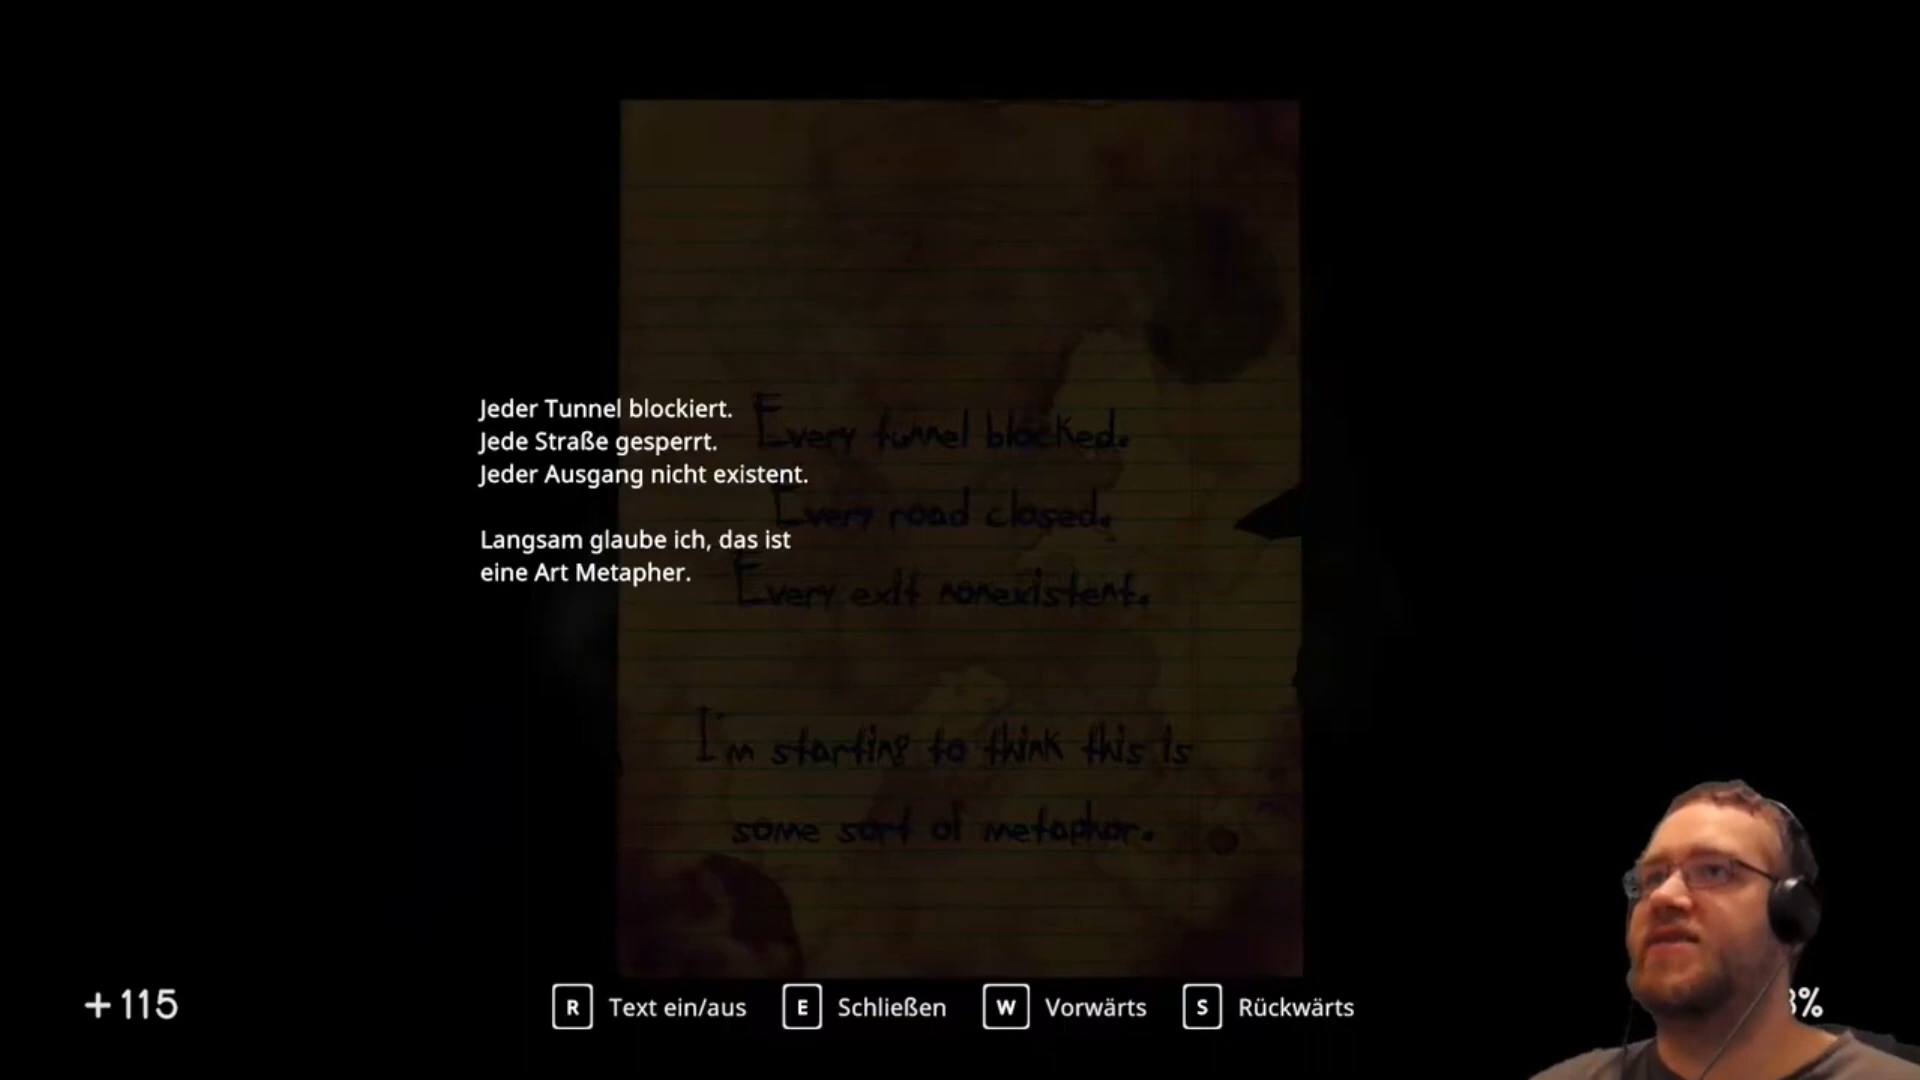 Jeder Tunnel blockiert.
Jede Straße gesperrt.
Jeder Ausgang nicht existent.
Langsam glaube ich, das ist
eine Art Metapher.
Every tunnel blocked.
Every road closed.
Every exit nonexistent.
I'm starting to think this is
some sort of metaphor.
+115
R Text ein/aus E Schließen W Vorwärts S Rückwärts
%